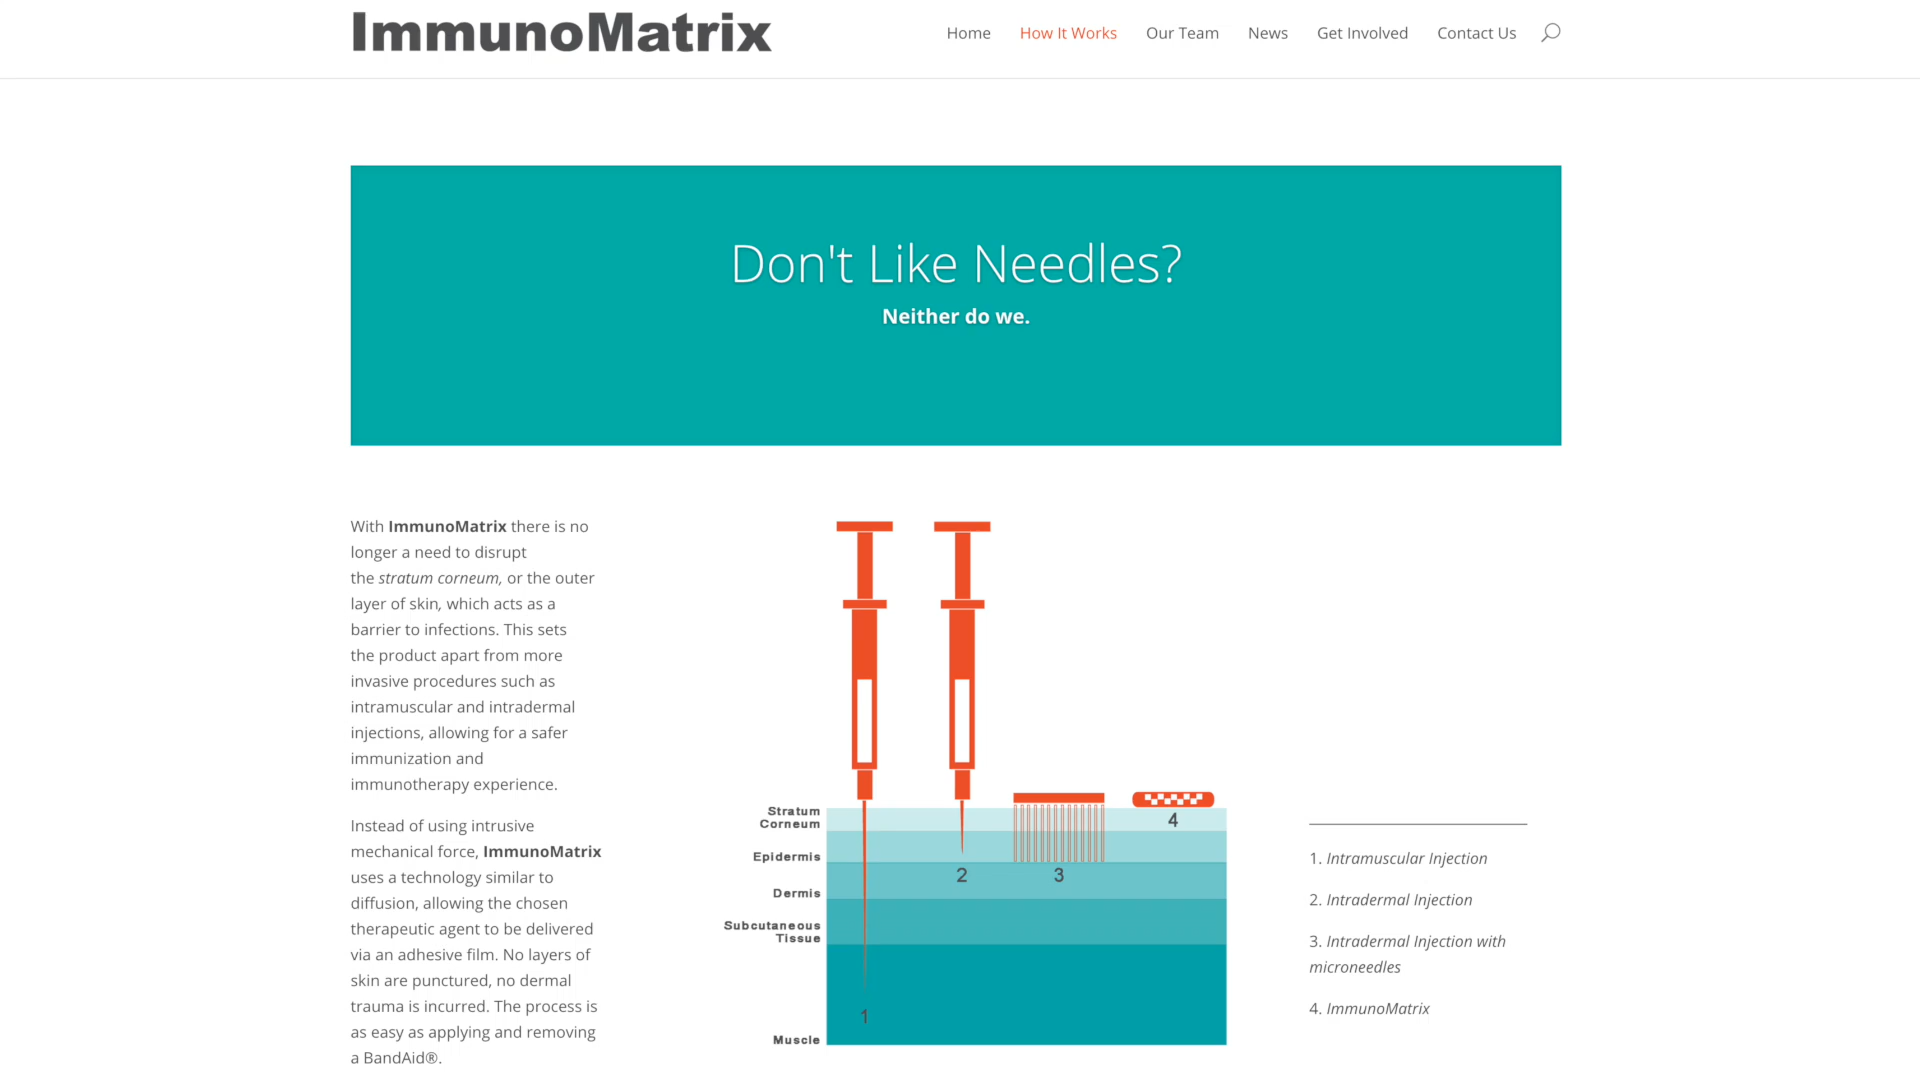 ImmunoMatrix
Home
How It Works
Our Team
News
Get Involved
Contact Us
Don't Like Needles?
Neither do we.
With ImmunoMatrix there is no
longer a need to disrupt
the stratum corneum, or the outer
layer of skin, which acts as a
barrier to infections. This sets
the product apart from more
invasive procedures such as
intramuscular and intradermal
injections, allowing for a safer
immunization and
immunotherapy experience.
Instead of using intrusive
mechanical force, ImmunoMatrix
uses a technology similar to
diffusion, allowing the chosen
therapeutic agent to be delivered
via an adhesive film. No layers of
skin are punctured, no dermal
trauma is incurred. The process is
as easy as applying and removing
a BandAid®.
Stratum
Corneum
Epidermis
Dermis
Subcutaneous
Tissue
Muscle
1
2
3
4
1. Intramuscular Injection
2. Intradermal Injection
3. Intradermal Injection with
microneedles
4. ImmunoMatrix